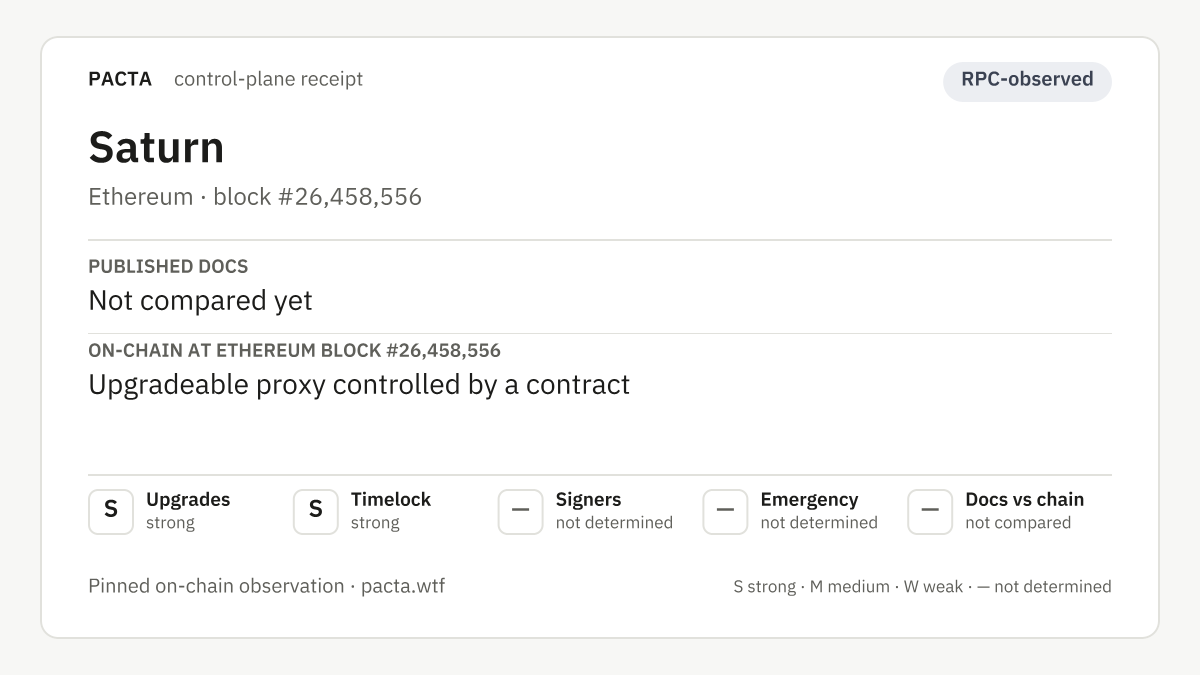 PACTA control-plane receipt
RPC-observed
Saturn
Ethereum · block #26,458,556
PUBLISHED DOCS
Not compared yet
ON-CHAIN AT ETHEREUM BLOCK #26,458,556
Upgradeable proxy controlled by a contract
S Upgrades
strong
S Timelock
strong
— Signers
not determined
— Emergency
not determined
— Docs vs chain
not compared
Pinned on-chain observation · pacta.wtf
S strong · M medium · W weak · — not determined